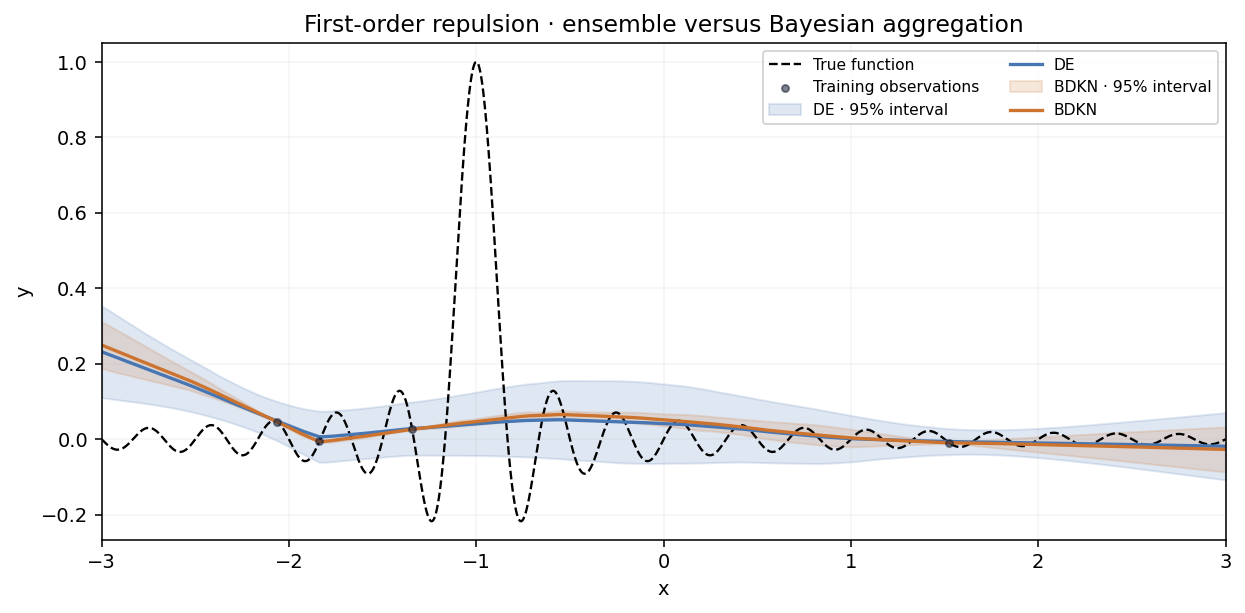 First-order repulsion · ensemble versus Bayesian aggregation
True function
Training observations
DE · 95% interval
DE
BDKN · 95% interval
BDKN
y
1.0
0.8
0.6
0.4
0.2
0.0
−0.2
−3
−2
−1
0
1
2
3
x